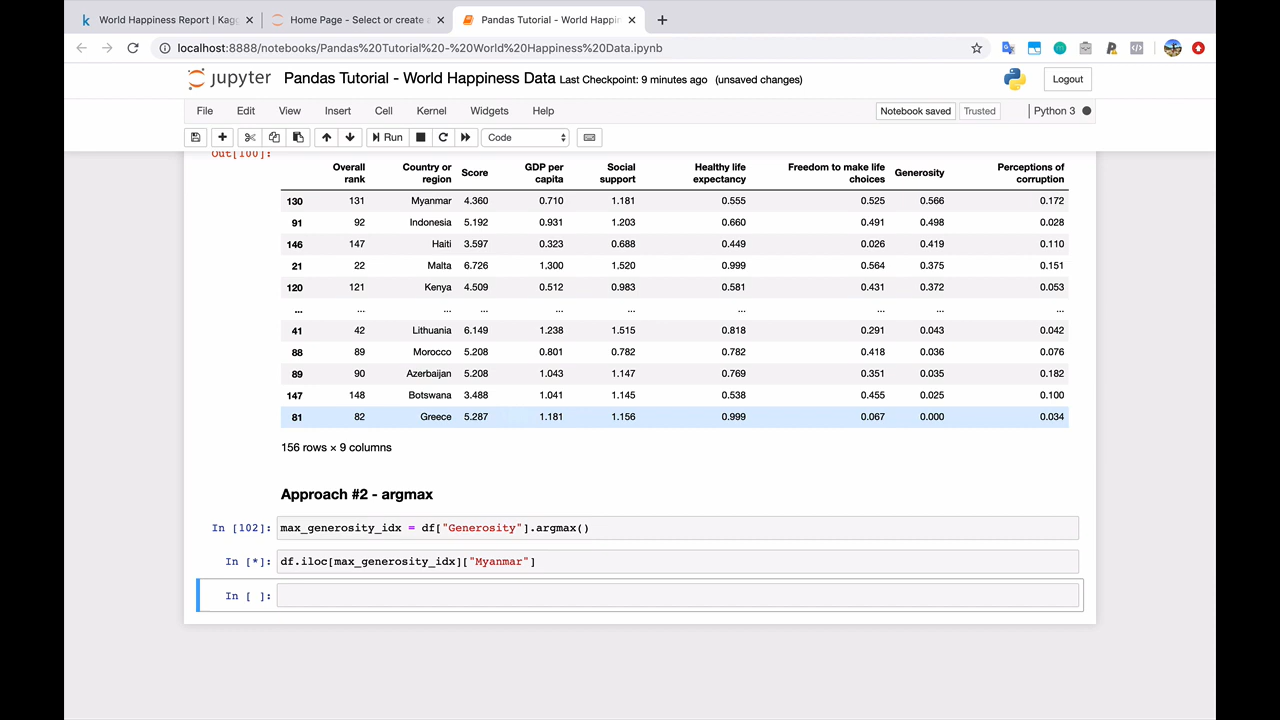 World Happiness Report | Kagg
Home Page - Select or create a
Pandas Tutorial - World Happin
localhost:8888/notebooks/Pandas%20Tutorial%20-%20World%20Happiness%20Data.ipynb
jupyter Pandas Tutorial - World Happiness Data Last Checkpoint: 9 minutes ago (unsaved changes) Logout
File Edit View Insert Cell Kernel Widgets Help Notebook saved Trusted Python 3
Run Code
Out[100]:
Overall rank Country or region Score GDP per capita Social support Healthy life expectancy Freedom to make life choices Generosity Perceptions of corruption
130 131 Myanmar 4.360 0.710 1.181 0.555 0.525 0.566 0.172
91 92 Indonesia 5.192 0.931 1.203 0.660 0.491 0.498 0.028
146 147 Haiti 3.597 0.323 0.688 0.449 0.026 0.419 0.110
21 22 Malta 6.726 1.300 1.520 0.999 0.564 0.375 0.151
120 121 Kenya 4.509 0.512 0.983 0.581 0.431 0.372 0.053
... ... ... ... ... ... ... ... ... ...
41 42 Lithuania 6.149 1.238 1.515 0.818 0.291 0.043 0.042
88 89 Morocco 5.208 0.801 0.782 0.782 0.418 0.036 0.076
89 90 Azerbaijan 5.208 1.043 1.147 0.769 0.351 0.035 0.182
147 148 Botswana 3.488 1.041 1.145 0.538 0.455 0.025 0.100
81 82 Greece 5.287 1.181 1.156 0.999 0.067 0.000 0.034
156 rows × 9 columns
Approach #2 - argmax
In [102]: max_generosity_idx = df["Generosity"].argmax()
In [*]: df.iloc[max_generosity_idx]["Myanmar"]
In [ ]: